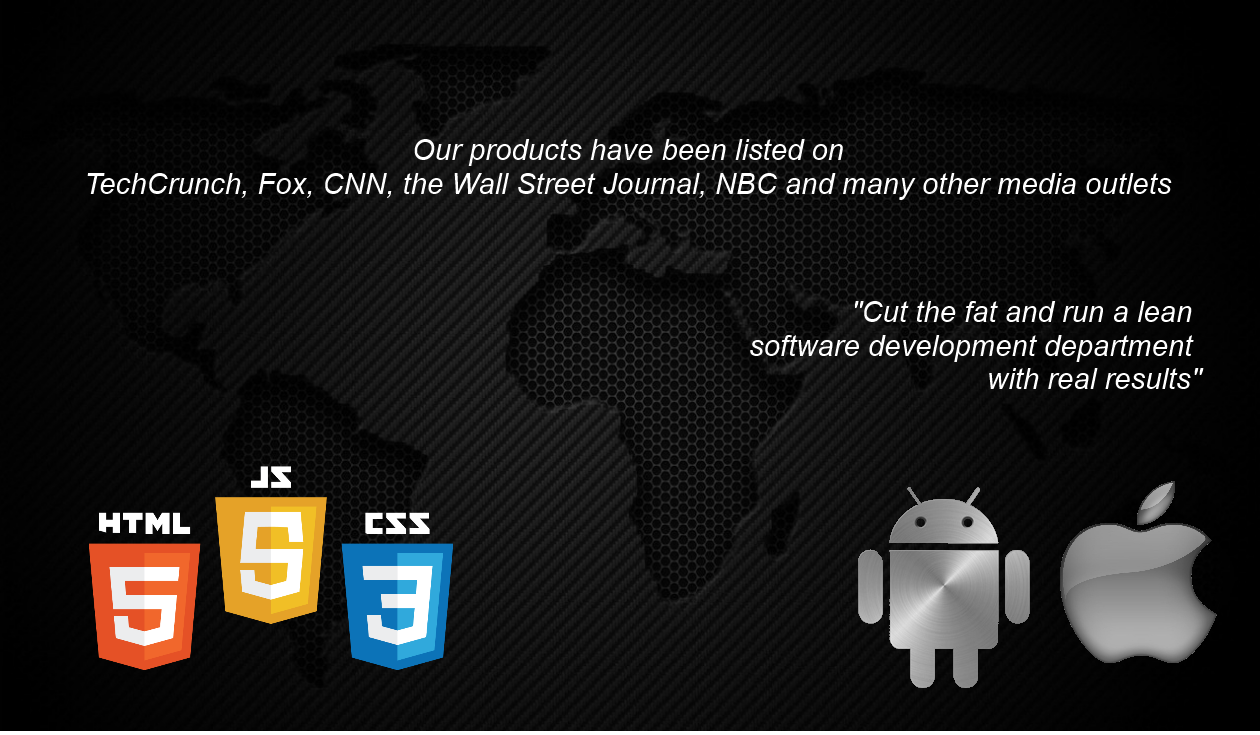 Our products have been listed on
TechCrunch, Fox, CNN, the Wall Street Journal, NBC and many other media outlets
"Cut the fat and run a lean
software development department
with real results"
JS
HTML
CSS
5
5
3